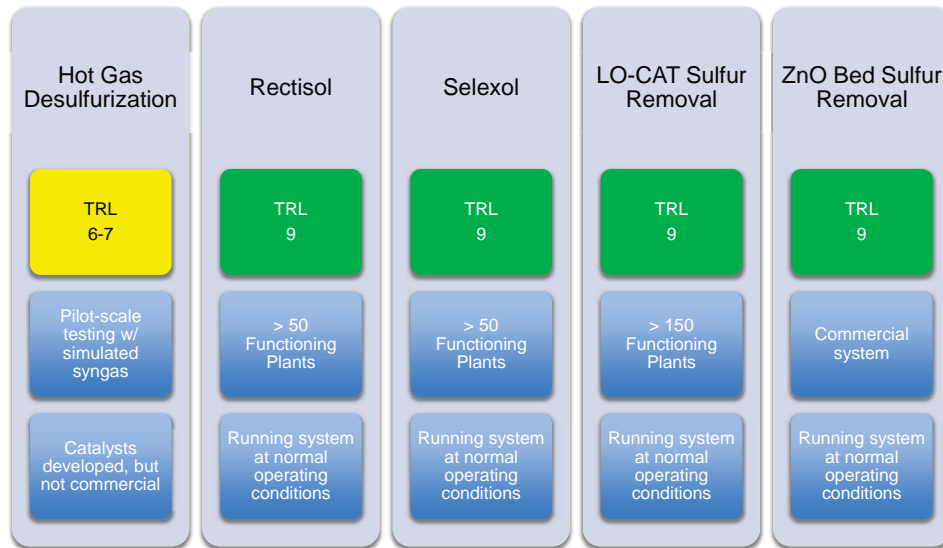 Hot Gas
Desulfurization
Rectisol
Selexol
LO-CAT Sulfur
Removal
ZnO Bed Sulfur
Removal
TRL
6-7
TRL
9
TRL
9
TRL
9
TRL
9
Pilot-scale
testing w/
simulated
syngas
> 50
Functioning
Plants
> 50
Functioning
Plants
> 150
Functioning
Plants
Commercial
system
Catalysts
developed, but
not commercial
Running system
at normal
operating
conditions
Running system
at normal
operating
conditions
Running system
at normal
operating
conditions
Running system
at normal
operating
conditions